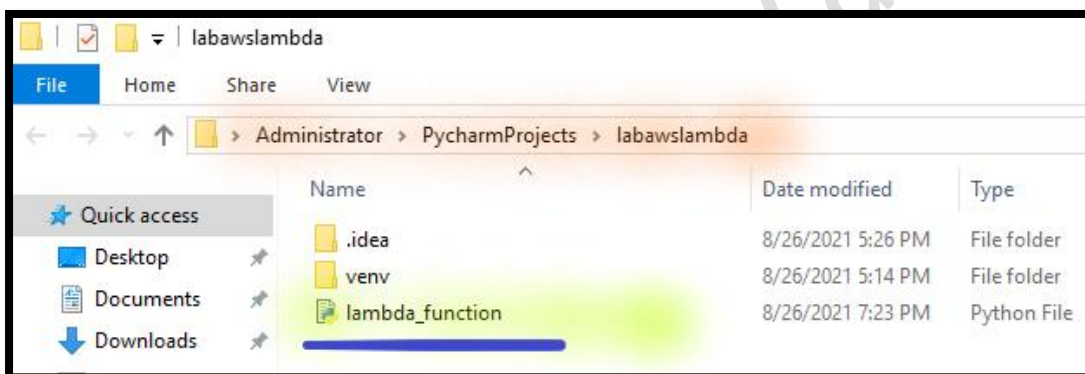 labawslambda
File Home Share View
Administrator > PycharmProjects > labawslambda
Name Date modified Type
Quick access
Desktop
Documents
Downloads
.idea 8/26/2021 5:26 PM File folder
venv 8/26/2021 5:14 PM File folder
lambda_function 8/26/2021 7:23 PM Python File